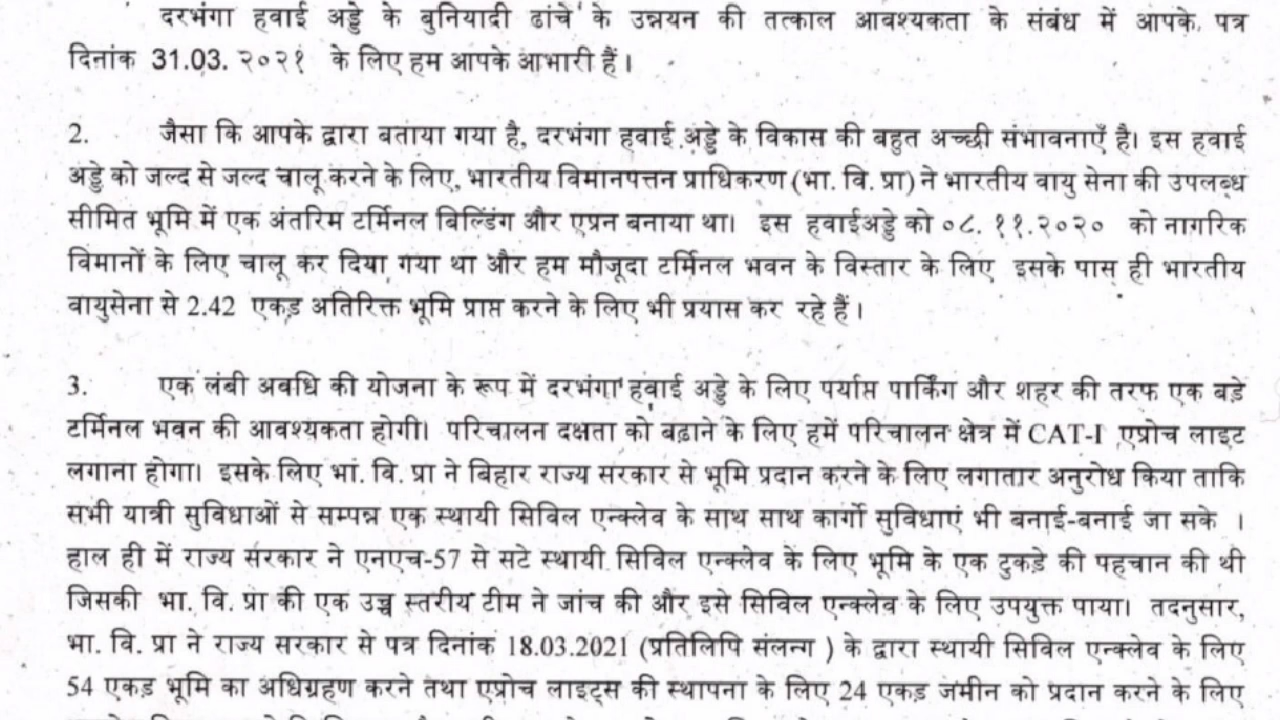 दरभंगा हवाई अड्डे के बुनियादी ढांचे के उन्नयन की तत्काल आवश्यकता के संबंध में आपके पत्र
दिनांक 31.03. २०२१ के लिए हम आपके आभारी हैं।
2. जैसा कि आपके द्वारा बताया गया है, दरभंगा हवाई अड्डे के विकास की बहुत अच्छी संभावनाएँ है। इस हवाई
अड्डे को जल्द से जल्द चालू करने के लिए, भारतीय विमानपत्तन प्राधिकरण (भा. वि. प्रा) ने भारतीय वायु सेना की उपलब्ध
सीमित भूमि में एक अंतरिम टर्मिनल बिल्डिंग और एप्रन बनाया था। इस हवाईअड्डे को ०८. ११.२०२० को नागरिक
विमानों के लिए चालू कर दिया गया था और हम मौजूदा टर्मिनल भवन के विस्तार के लिए इसके पास ही भारतीय
वायुसेना से 2.42 एकड़ अतिरिक्त भूमि प्राप्त करने के लिए भी प्रयास कर रहे हैं।
3. एक लंबी अवधि की योजना के रूप में दरभंगा हवाई अड्डे के लिए पर्याप्त पार्किंग और शहर की तरफ एक बड़े
टर्मिनल भवन की आवश्यकता होगी। परिचालन दक्षता को बढ़ाने के लिए हमें परिचालन क्षेत्र में CAT-I एप्रोच लाइट
लगाना होगा। इसके लिए भा. वि. प्रा ने बिहार राज्य सरकार से भूमि प्रदान करने के लिए लगातार अनुरोध किया ताकि
सभी यात्री सुविधाओं से सम्पन्न एक स्थायी सिविल एन्क्लेव के साथ साथ कार्गो सुविधाएं भी बनाई-बनाई जा सके ।
हाल ही में राज्य सरकार ने एनएच-57 से सटे स्थायी सिविल एन्क्लेव के लिए भूमि के एक टुकड़े की पहचान की थी
जिसकी भा. वि. प्रा की एक उच्च स्तरीय टीम ने जांच की और इसे सिविल एन्क्लेव के लिए उपयुक्त पाया। तदनुसार,
भा. वि. प्रा ने राज्य सरकार से पत्र दिनांक 18.03.2021 (प्रतिलिपि संलन्ग ) के द्वारा स्थायी सिविल एन्क्लेव के लिए
54 एकड़ भूमि का अधिग्रहण करने तथा एप्रोच लाइट्स की स्थापना के लिए 24 एकड़ जमीन को प्रदान करने के लिए